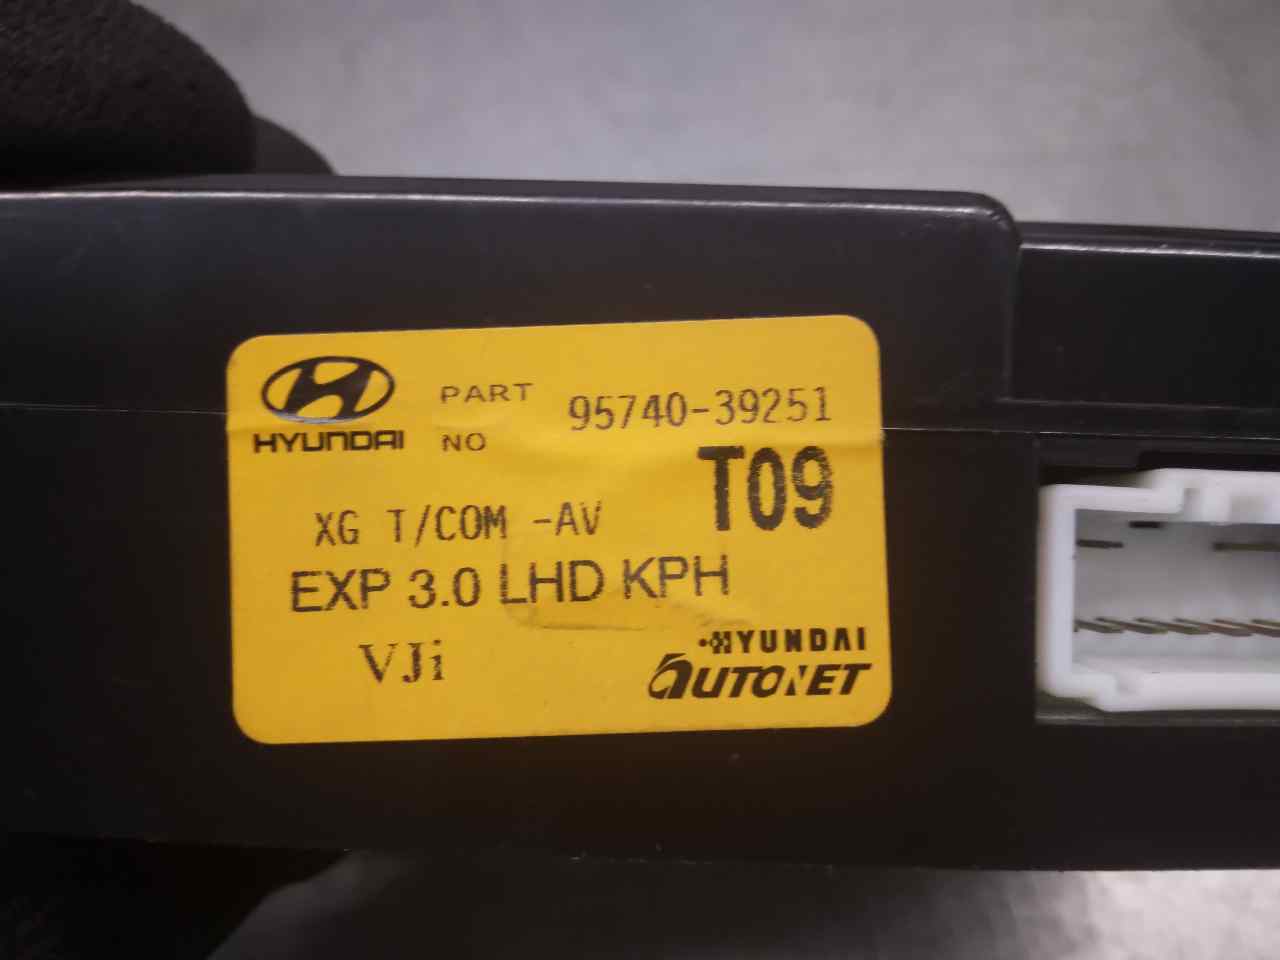 HYUNDAI
PART NO 95740-39251
T09
XG T/COM -AV
EXP 3.0 LHD KPH
VJi
HYUNDAI
AUTONET